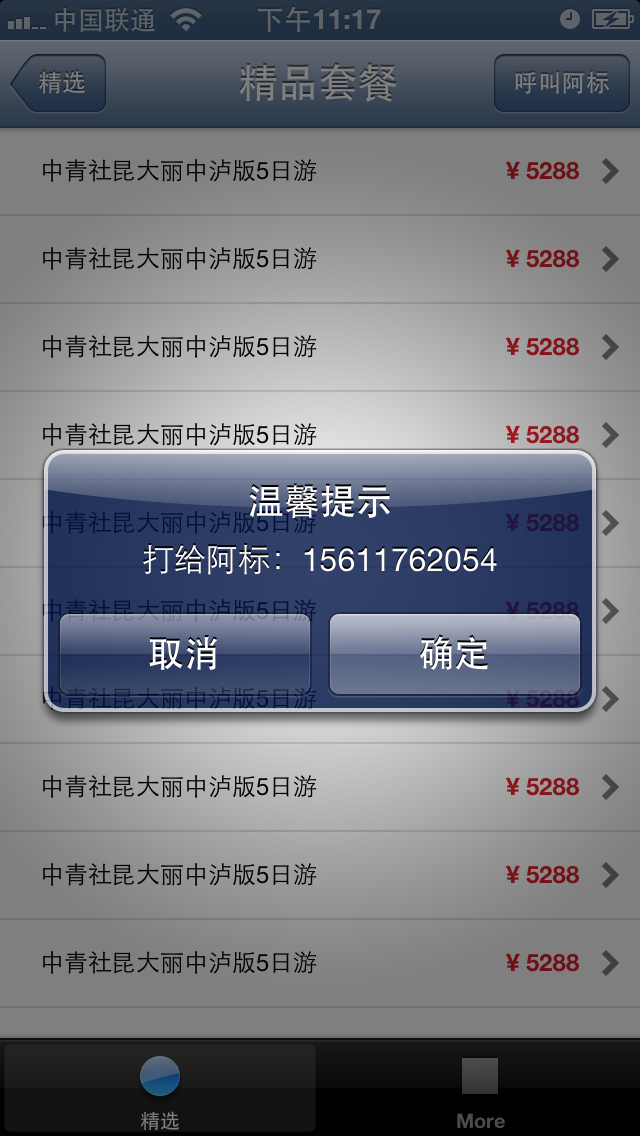 中国联通 下午11:17
精选 精品套餐 呼叫阿标
中青社昆大丽中泸版5日游 ¥ 5288
中青社昆大丽中泸版5日游 ¥ 5288
中青社昆大丽中泸版5日游 ¥ 5288
中青社昆大丽中泸版5日游 ¥ 5288
温馨提示
中青社昆大丽中泸版5日游 ¥ 5288
打给阿标：15611762054
中青社昆大丽中泸版5日游 ¥ 5288
取消 确定
中青社昆大丽中泸版5日游 ¥ 5288
中青社昆大丽中泸版5日游 ¥ 5288
中青社昆大丽中泸版5日游 ¥ 5288
中青社昆大丽中泸版5日游 ¥ 5288
精选 More